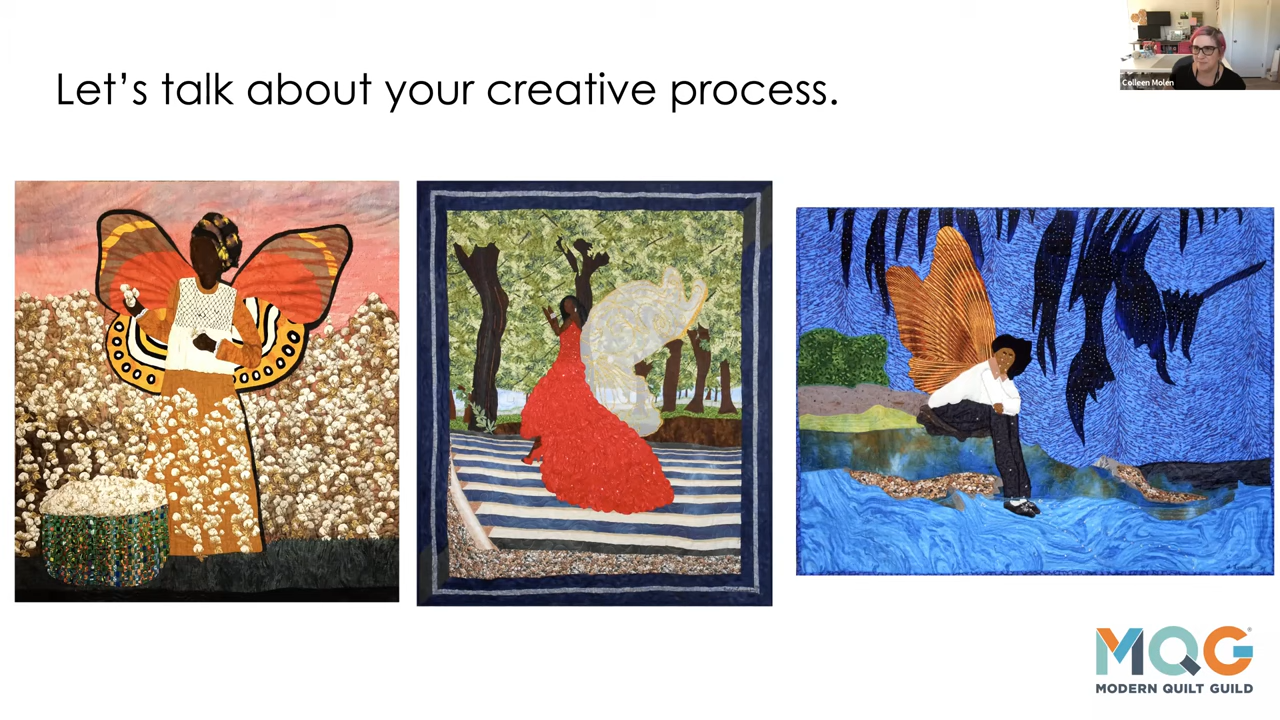 Let's talk about your creative process.
Colleen Molen
MQG
MODERN QUILT GUILD